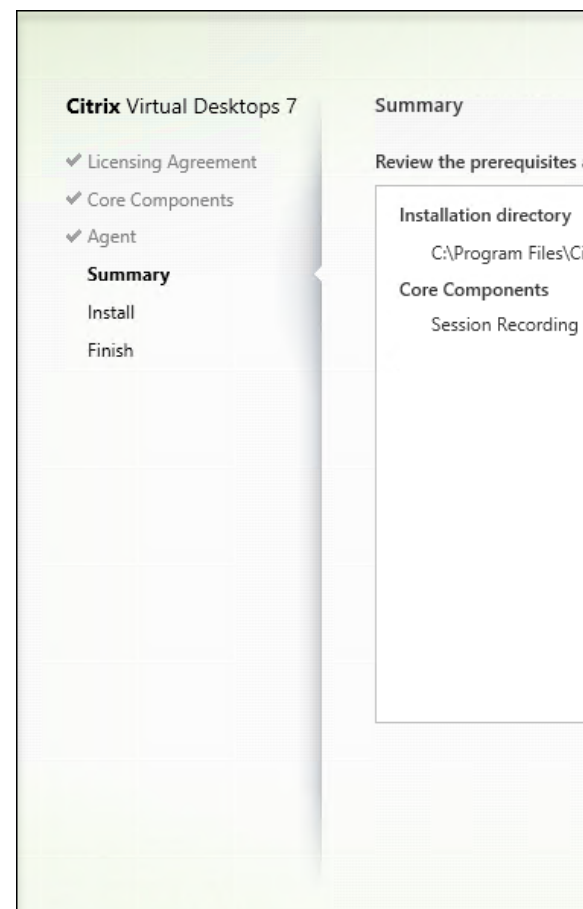 Citrix Virtual Desktops 7
Licensing Agreement
Core Components
Agent
Summary
Install
Finish
Summary
Review the prerequisites
Installation directory
C:\Program Files\Ci
Core Components
Session Recording